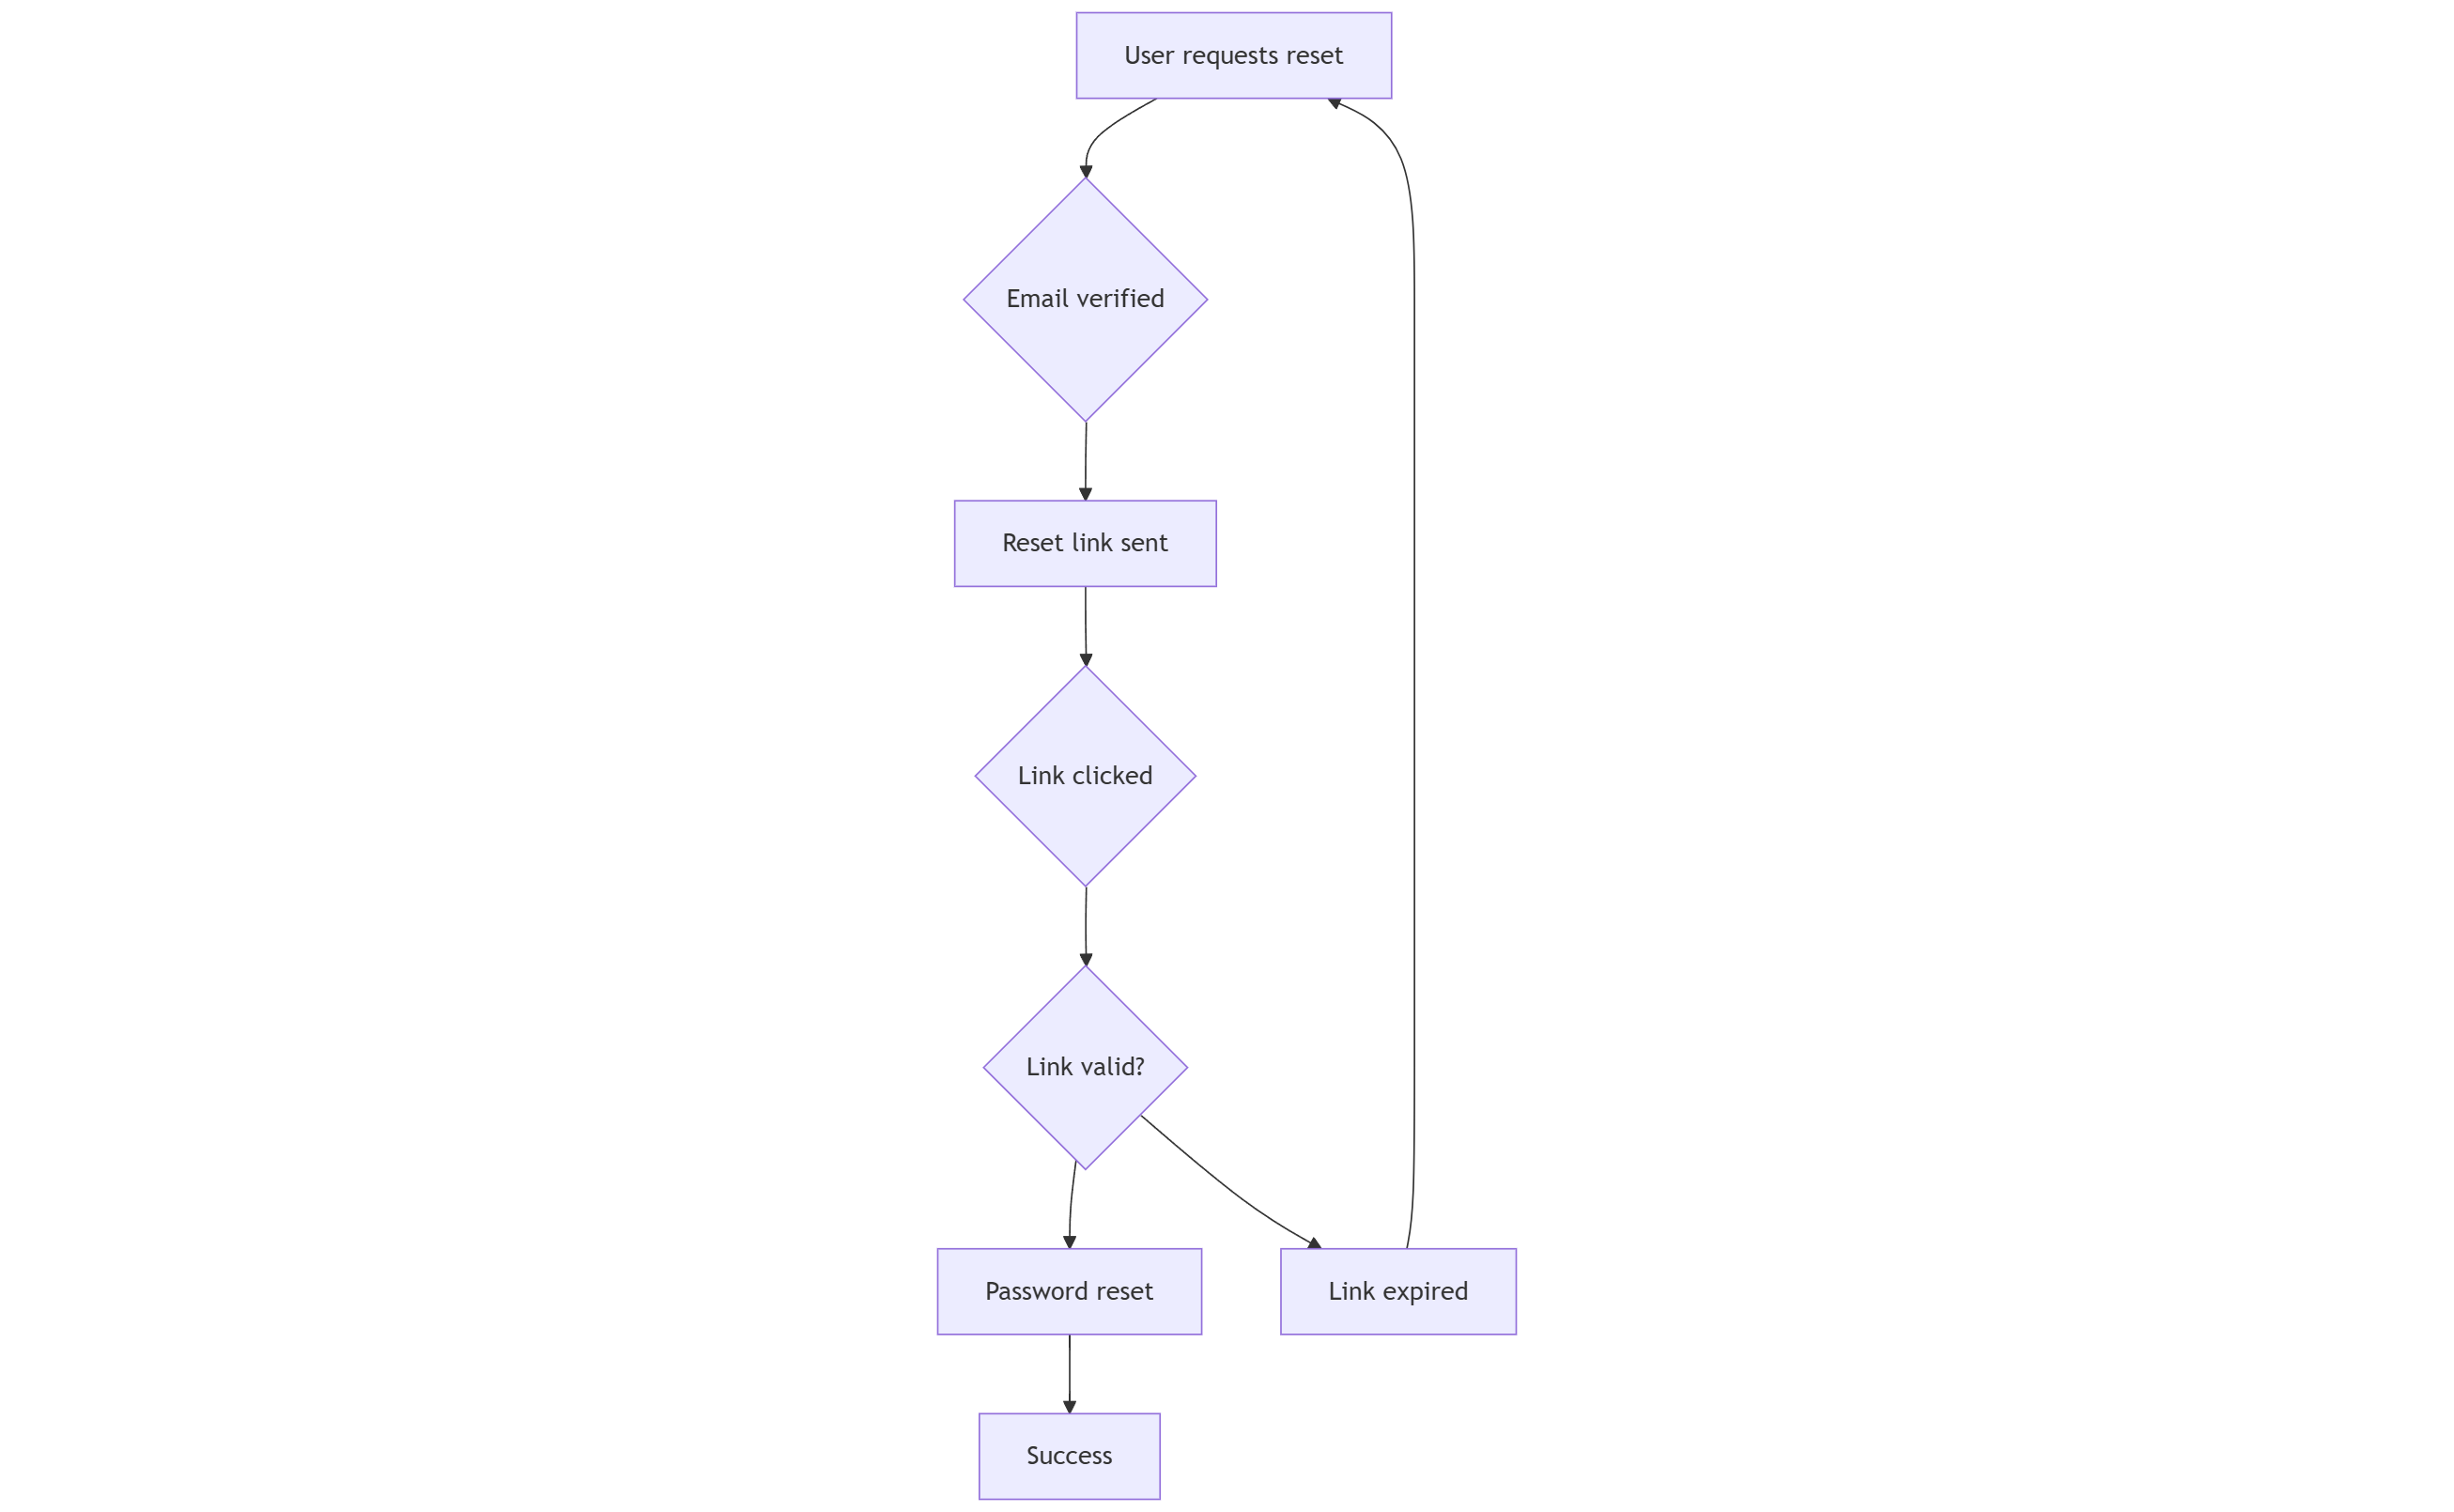 User requests reset
Email verified
Reset link sent
Link clicked
Link valid?
Password reset
Link expired
Success